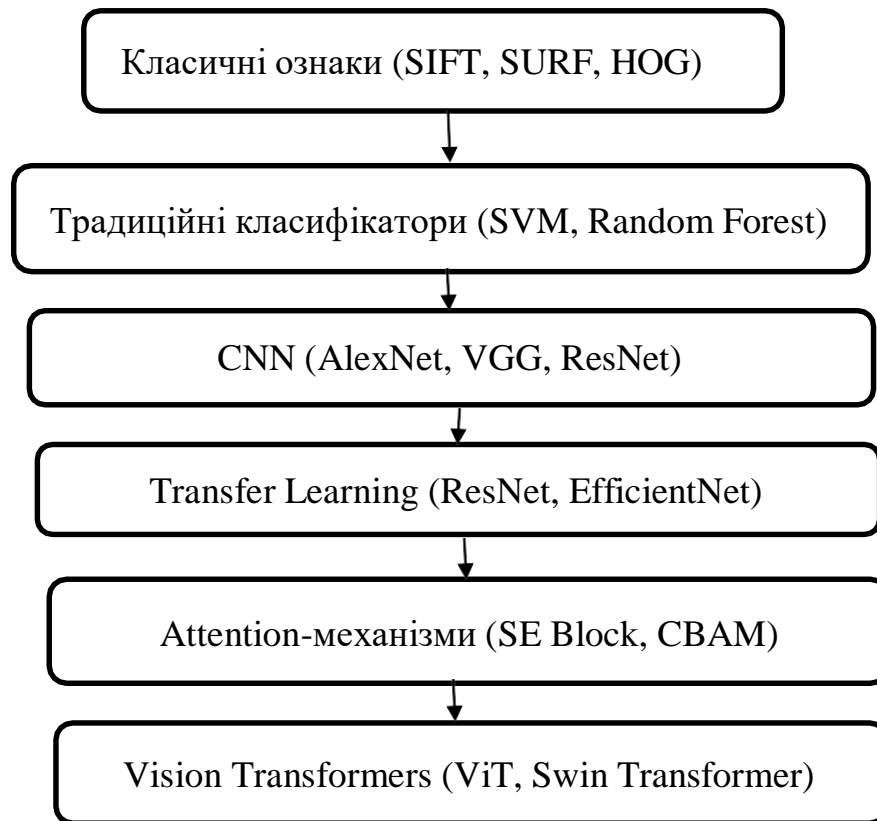 Класичні ознаки (SIFT, SURF, HOG)
Традиційні класифікатори (SVM, Random Forest)
CNN (AlexNet, VGG, ResNet)
Transfer Learning (ResNet, EfficientNet)
Attention-механізми (SE Block, CBAM)
Vision Transformers (ViT, Swin Transformer)